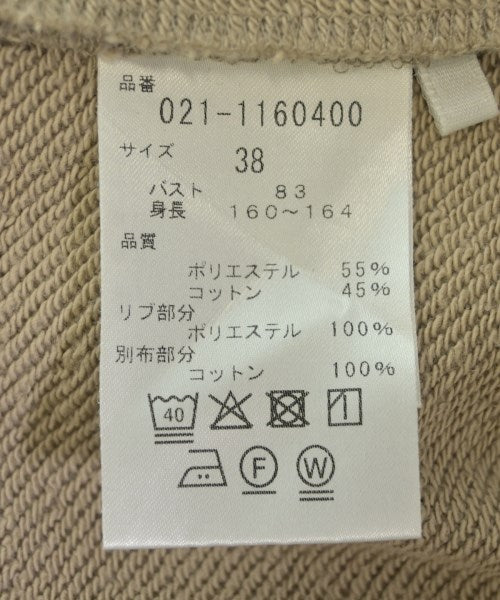 品番
021-1160400
サイズ 38
バスト 83
身長 160～164
品質
ポリエステル 55%
コットン 45%
リブ部分
ポリエステル 100%
別布部分
コットン 100%
40
F W